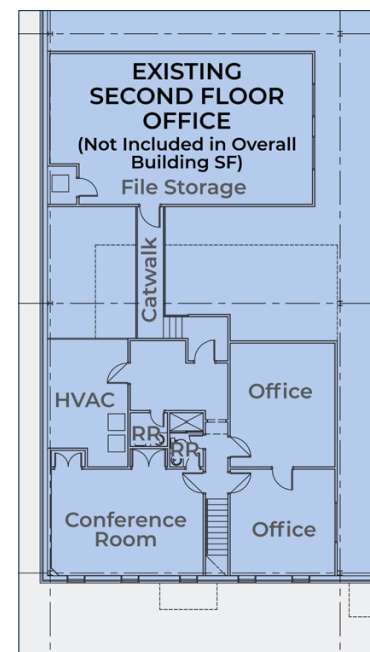 EXISTING
SECOND FLOOR
OFFICE
(Not Included in Overall
Building SF)
File Storage
Catwalk
HVAC
Office
RR
RR
Conference
Room
Office